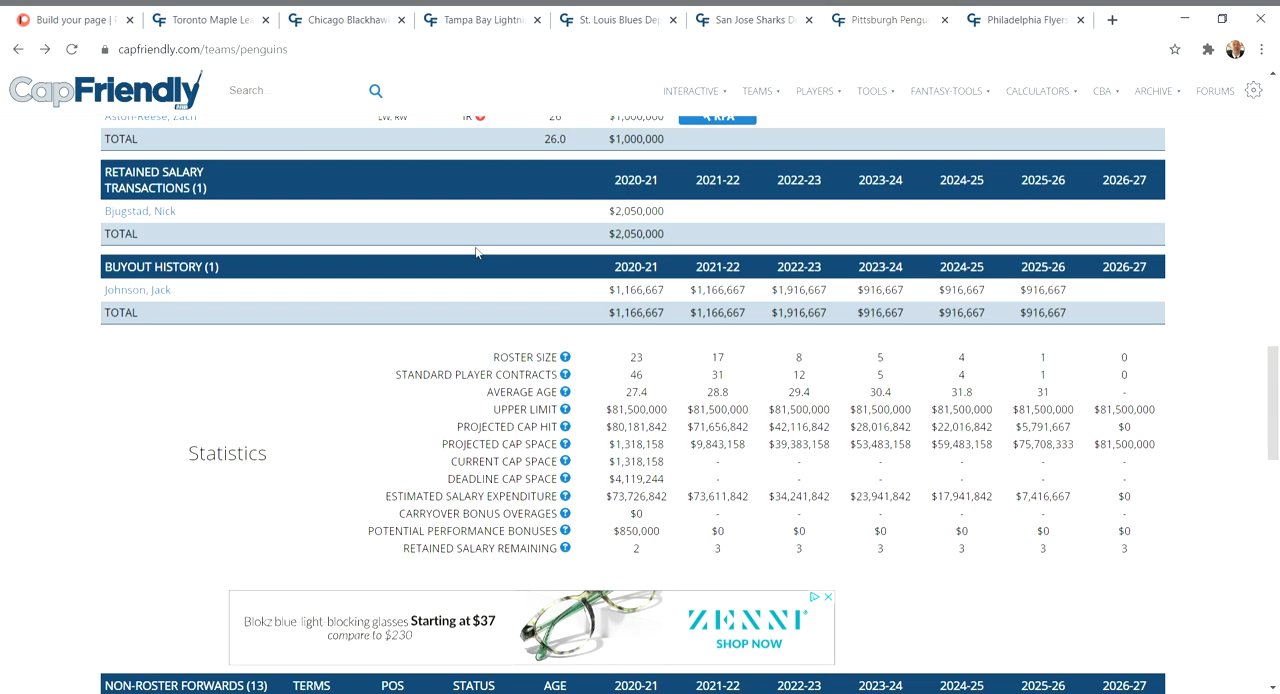 Build your page | Toronto Maple Lea Chicago Blackhaw Tampa Bay Lightni St. Louis Blues De San Jose Sharks D Pittsburgh Pengu Philadelphia Flyers
capfriendly.com/teams/penguins
CapFriendly Search... INTERACTIVE TEAMS PLAYERS TOOLS FANTASY-TOOLS CALCULATORS CBA ARCHIVE FORUMS
Aston-Reese, Zach LW, RW IR 26 $1,000,000 RFA
TOTAL 26.0 $1,000,000
RETAINED SALARY
TRANSACTIONS (1) 2020-21 2021-22 2022-23 2023-24 2024-25 2025-26 2026-27
Bjugstad, Nick $2,050,000
TOTAL $2,050,000
BUYOUT HISTORY (1) 2020-21 2021-22 2022-23 2023-24 2024-25 2025-26 2026-27
Johnson, Jack $1,166,667 $1,166,667 $1,916,667 $916,667 $916,667 $916,667
TOTAL $1,166,667 $1,166,667 $1,916,667 $916,667 $916,667 $916,667
Statistics
ROSTER SIZE ? 23 17 8 5 4 1 0
STANDARD PLAYER CONTRACTS ? 46 31 12 5 4 1 0
AVERAGE AGE ? 27.4 28.8 29.4 30.4 31.8 31 -
UPPER LIMIT ? $81,500,000 $81,500,000 $81,500,000 $81,500,000 $81,500,000 $81,500,000 $81,500,000
PROJECTED CAP HIT ? $80,181,842 $71,656,842 $42,116,842 $28,016,842 $22,016,842 $5,791,667 $0
PROJECTED CAP SPACE ? $1,318,158 $9,843,158 $39,383,158 $53,483,158 $59,483,158 $75,708,333 $81,500,000
CURRENT CAP SPACE ? $1,318,158 - - - - - -
DEADLINE CAP SPACE ? $4,119,244 - - - - - -
ESTIMATED SALARY EXPENDITURE ? $73,726,842 $73,611,842 $34,241,842 $23,941,842 $17,941,842 $7,416,667 $0
CARRYOVER BONUS OVERAGES ? $0 - - - - - -
POTENTIAL PERFORMANCE BONUSES ? $850,000 $0 $0 $0 $0 $0 $0
RETAINED SALARY REMAINING ? 2 3 3 3 3 3 3
Blokz blue light-blocking glasses Starting at $37
compare to $230
ZENNI
SHOP NOW
NON-ROSTER FORWARDS (13) TERMS POS STATUS AGE 2020-21 2021-22 2022-23 2023-24 2024-25 2025-26 2026-27